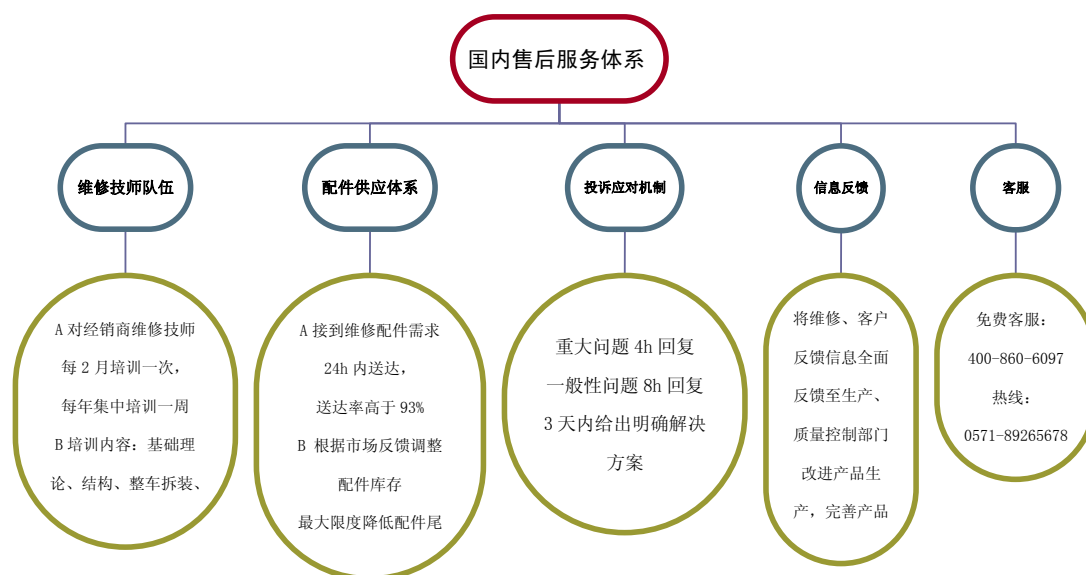 国内售后服务体系
维修技师队伍
配件供应体系
投诉应对机制
信息反馈
客服
A 对经销商维修技师
每 2 月培训一次，
每年集中培训一周
B 培训内容：基础理
论、结构、整车拆装、
A 接到维修配件需求
24h 内送达，
送达率高于 93%
B 根据市场反馈调整
配件库存
最大限度降低配件尾
重大问题 4h 回复
一般性问题 8h 回复
3 天内给出明确解决
方案
将维修、客户
反馈信息全面
反馈至生产、
质量控制部门
改进产品生
产，完善产品
免费客服：
400-860-6097
热线：
0571-89265678